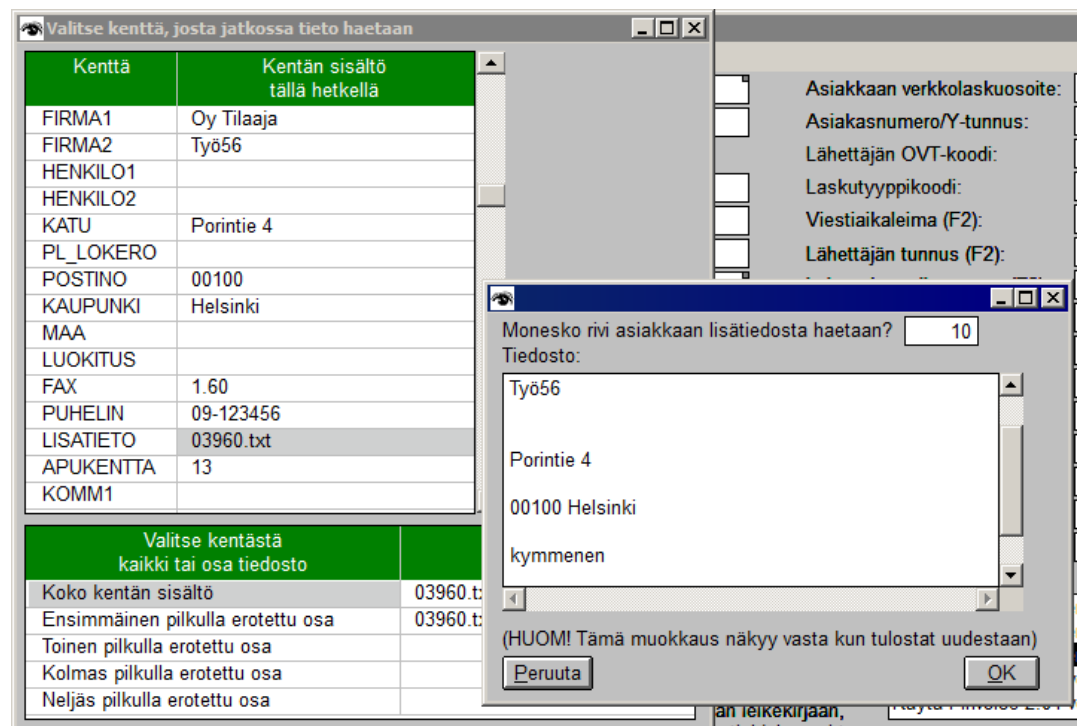 Valitse kenttä, josta jatkossa tieto haetaan
Kenttä Kentän sisältö
tällä hetkellä
FIRMA1 Oy Tilaaja
FIRMA2 Työ56
HENKILO1
HENKILO2
KATU Porintie 4
PL_LOKERO
POSTINO 00100
KAUPUNKI Helsinki
MAA
LUOKITUS
FAX 1.60
PUHELIN 09-123456
LISATIETO 03960.txt
APUKENTTA 13
KOMM1
Valitse kentästä
kaikki tai osa tiedosto
Koko kentän sisältö 03960.t
Ensimmäinen pilkulla erotettu osa 03960.t
Toinen pilkulla erotettu osa
Kolmas pilkulla erotettu osa
Neljäs pilkulla erotettu osa
Asiakkaan verkkolaskuosoite:
Asiakasnumero/Y-tunnus:
Lähettäjän OVT-koodi:
Laskutyyppikoodi:
Viestiaikaleima (F2):
Lähettäjän tunnus (F2):
Monesko rivi asiakkaan lisätiedosta haetaan? 10
Tiedosto:
Työ56
Porintie 4
00100 Helsinki
kymmenen
(HUOM! Tämä muokkaus näkyy vasta kun tulostat uudestaan)
Peruuta OK
an leikekirjaan,